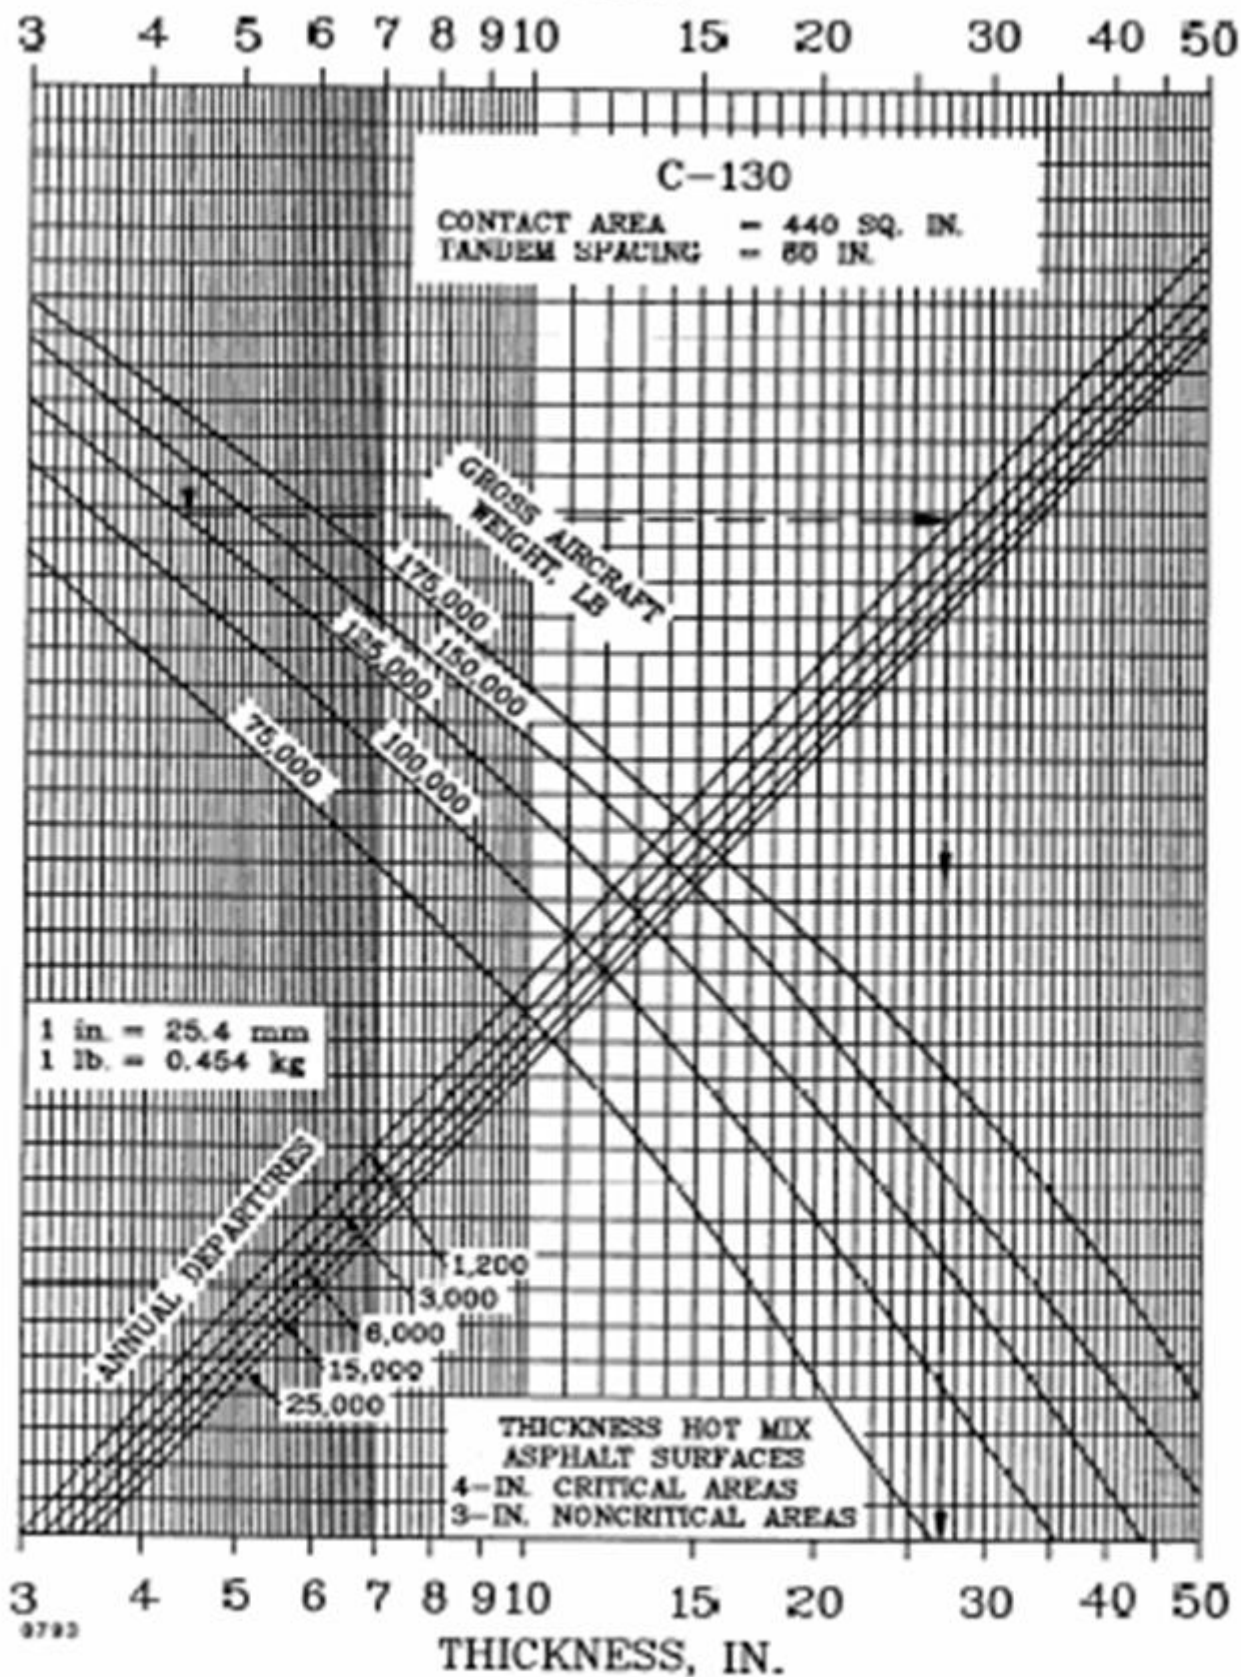 3 4 5 6 7 8 9 10 15 20 30 40 50
C-130
CONTACT AREA = 440 SQ. IN.
TANDEM SPACING = 60 IN.
GROSS AIRCRAFT
WEIGHT, LB
175,000
150,000
125,000
100,000
75,000
1 in. = 25.4 mm
1 lb. = 0.454 kg
ANNUAL DEPARTURES
1,200
3,000
6,000
15,000
25,000
THICKNESS HOT MIX
ASPHALT SURFACES
4-IN. CRITICAL AREAS
3-IN. NONCRITICAL AREAS
3 4 5 6 7 8 9 10 15 20 30 40 50
THICKNESS, IN.